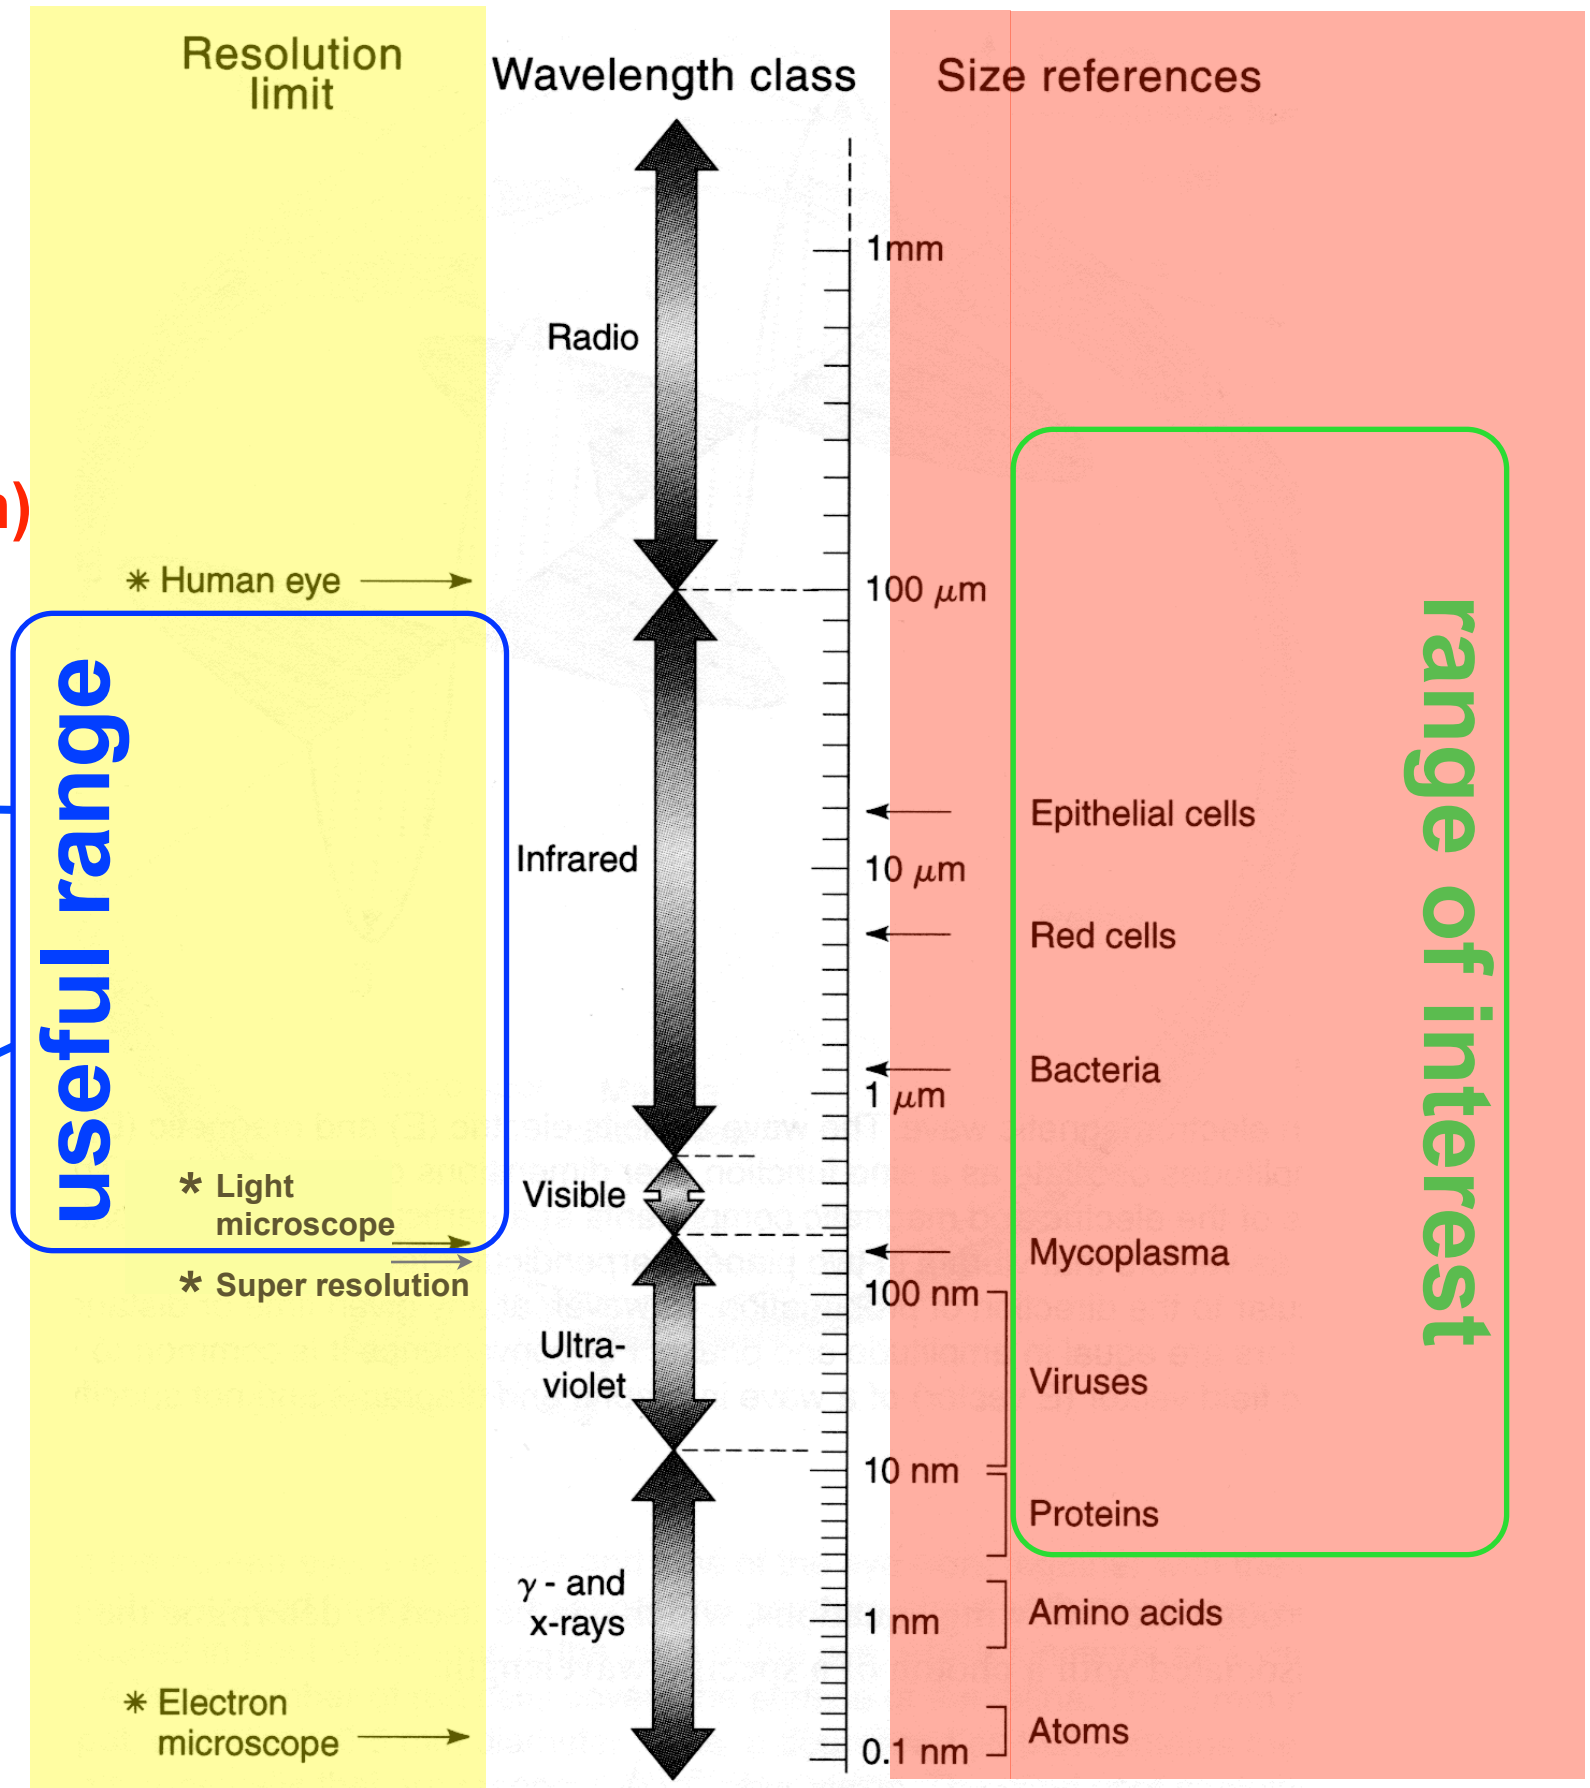 Resolution
limit
Wavelength class
Size references
1mm
Radio
m)
✳ Human eye
100 μm
useful range
range of interest
Epithelial cells
Infrared
10 μm
Red cells
Bacteria
1 μm
* Light
microscope
Visible
Mycoplasma
* Super resolution
100 nm
Ultra-
violet
Viruses
10 nm
Proteins
γ - and
x-rays
Amino acids
1 nm
✳ Electron
microscope
Atoms
0.1 nm